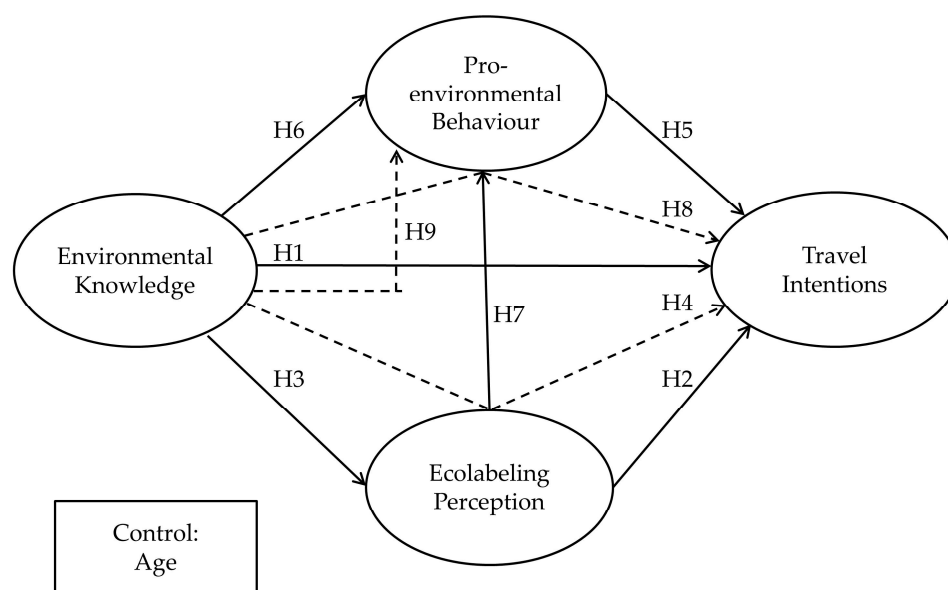 Pro-
environmental
Behaviour
H6
H5
H8
H9
Environmental
Knowledge
H1
Travel
Intentions
H4
H7
H3
H2
Ecolabeling
Perception
Control:
Age